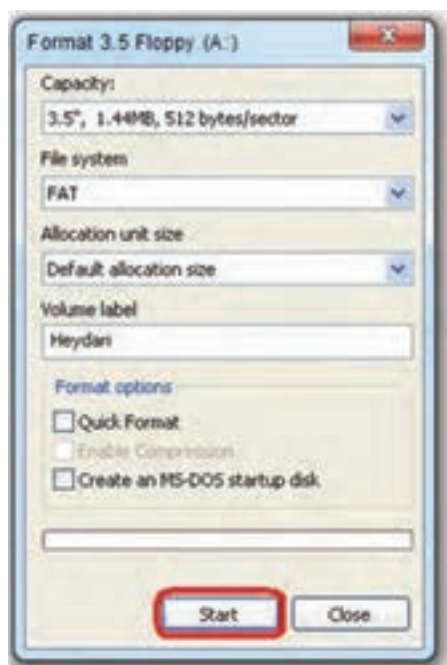 Format 3.5 Floppy (A:)
Capacity:
3.5", 1.44MB, 512 bytes/sector
File system
FAT
Allocation unit size
Default allocation size
Volume label
Heydari
Format options
Quick Format
Enable Compression
Create an MS-DOS startup disk
Start
Close